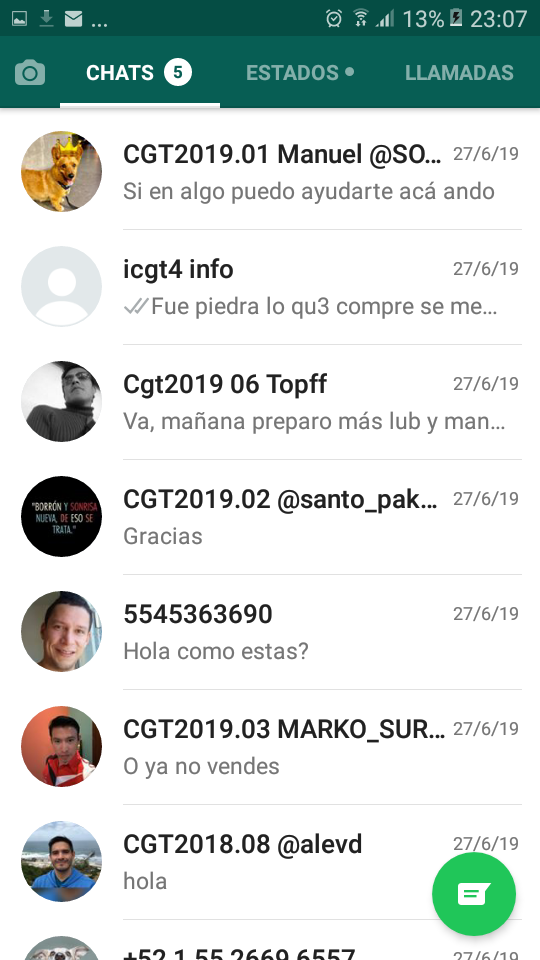 ... 13% 23:07
CHATS 5 ESTADOS LLAMADAS
CGT2019.01 Manuel @SO... 27/6/19
Si en algo puedo ayudarte acá ando
icgt4 info 27/6/19
Fue piedra lo qu3 compre se me...
Cgt2019 06 Topff 27/6/19
Va, mañana preparo más lub y man...
CGT2019.02 @santo_pak... 27/6/19
"BORRÓN Y SONRISA
NUEVA, DE ESO SE
TRATA."
Gracias
5545363690 27/6/19
Hola como estas?
CGT2019.03 MARKO_SUR... 27/6/19
O ya no vendes
CGT2018.08 @alevd 27/6/19
hola
+52 1 55 2669 6557 27/6/19